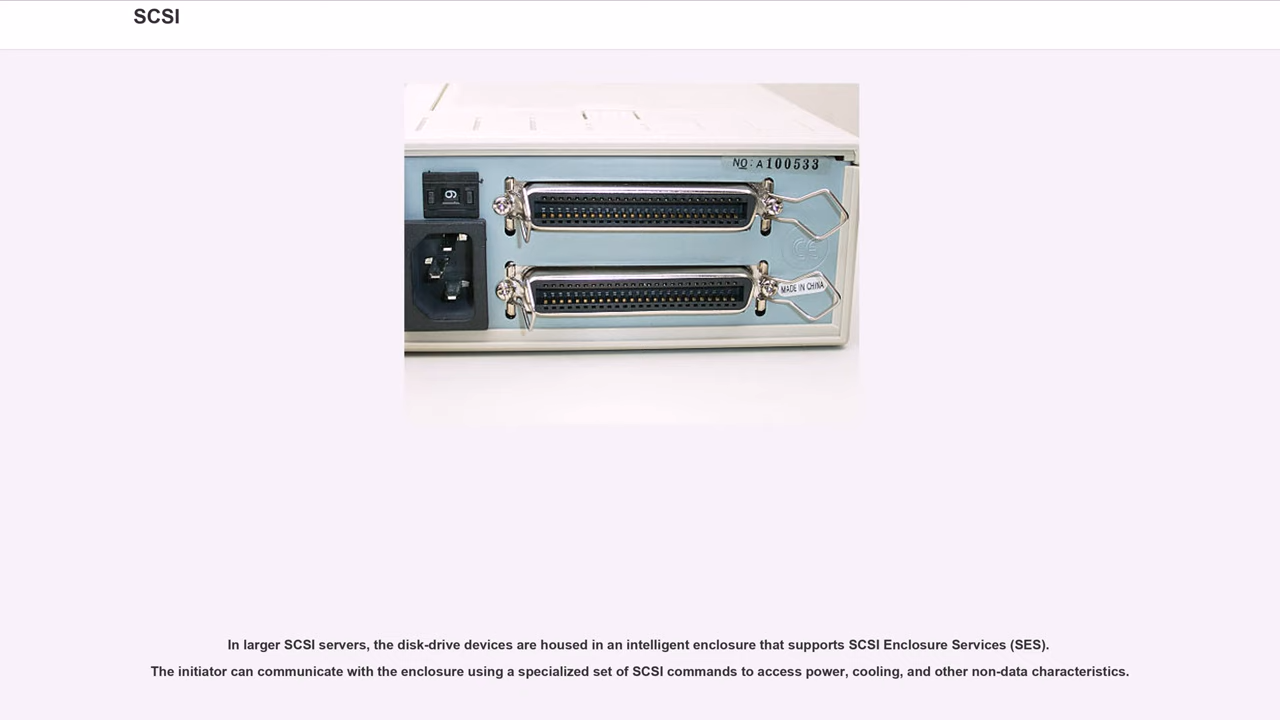 SCSI
NO: A100533
6
CE
MADE IN CHINA
In larger SCSI servers, the disk-drive devices are housed in an intelligent enclosure that supports SCSI Enclosure Services (SES).
The initiator can communicate with the enclosure using a specialized set of SCSI commands to access power, cooling, and other non-data characteristics.